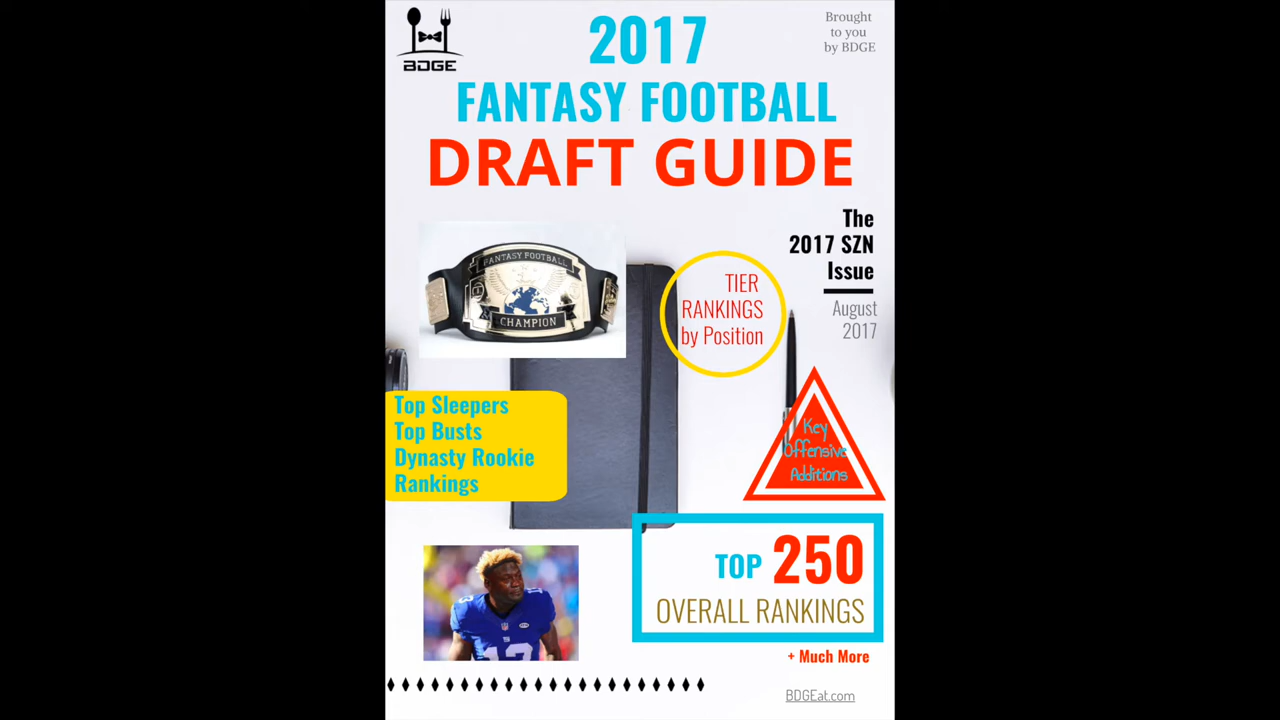 BDGE
2017
FANTASY FOOTBALL
DRAFT GUIDE
Brought
to you
by BDGE
The
2017 SZN
Issue
August
2017
FANTASY FOOTBALL
CHAMPION
TIER
RANKINGS
by Position
Top Sleepers
Top Busts
Dynasty Rookie
Rankings
Key
Offensive
Additions
TOP 250
OVERALL RANKINGS
+ Much More
13
BDGEat.com